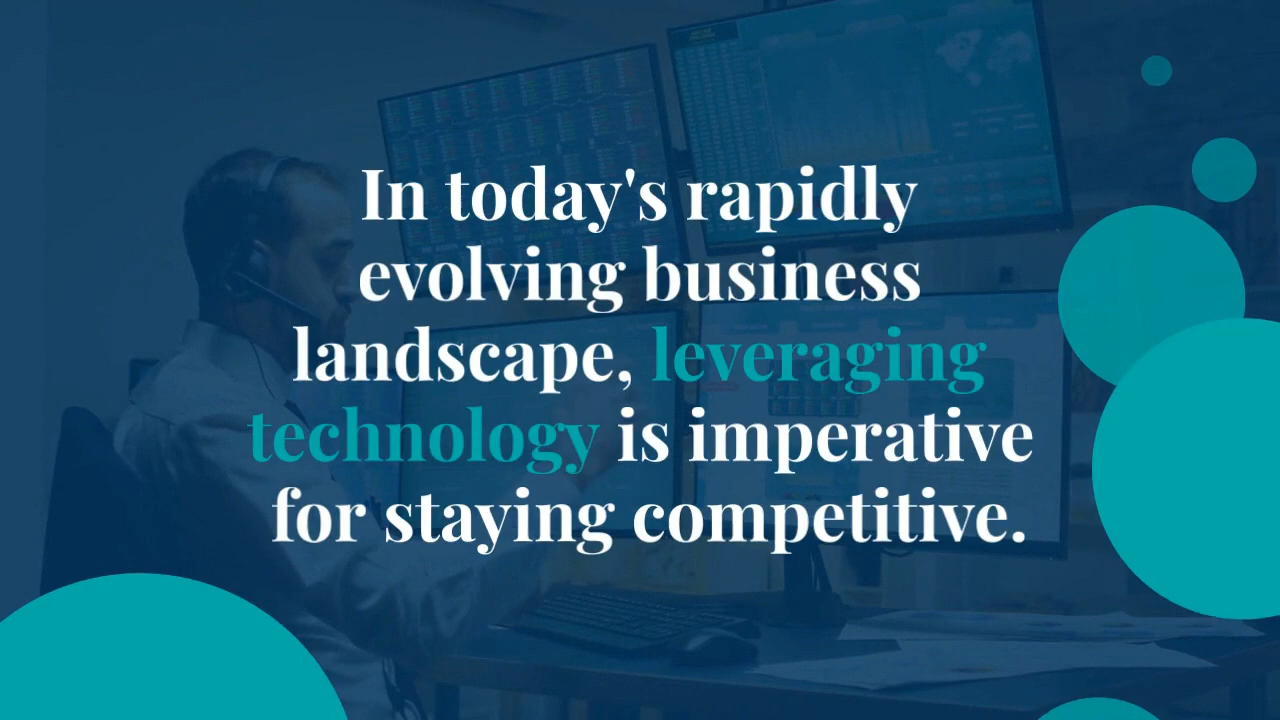 In today's rapidly
evolving business
landscape, leveraging
technology is imperative
for staying competitive.